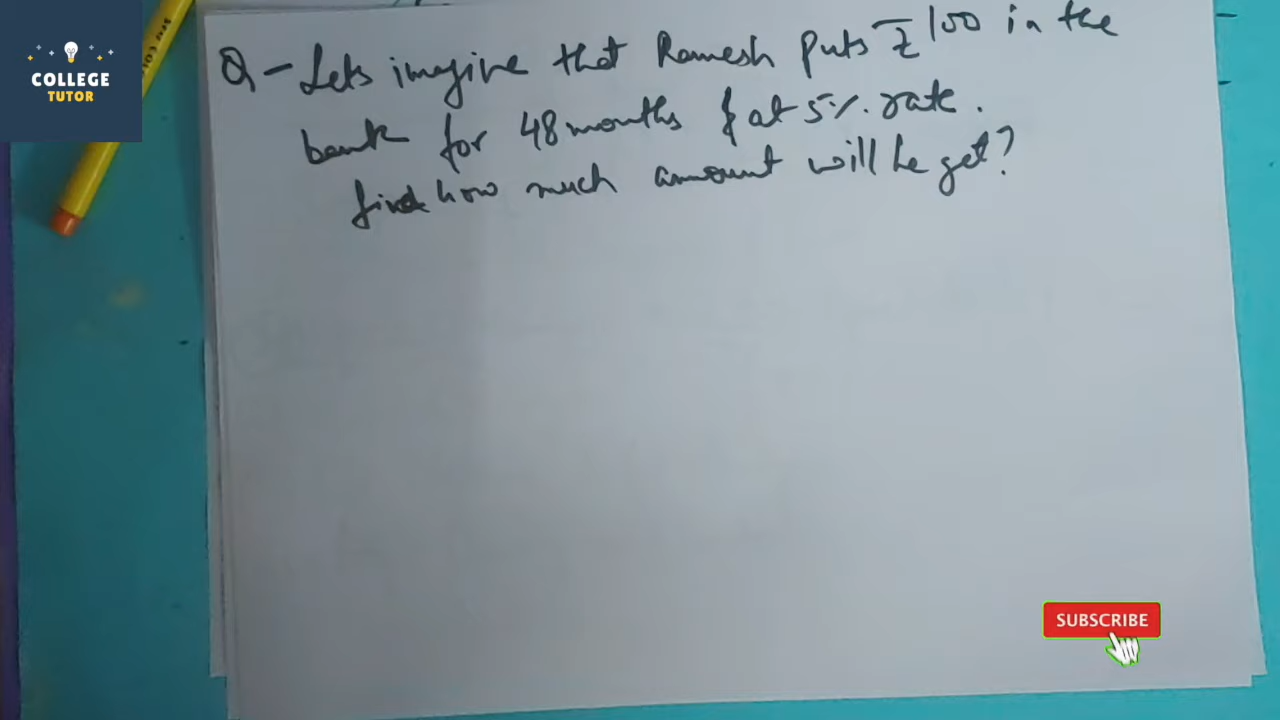 COLLEGE
TUTOR
Q - Lets imagine that Ramesh puts ₹100 in the
bank for 48 months & at 5% rate.
find how much amount will he get?
SUBSCRIBE